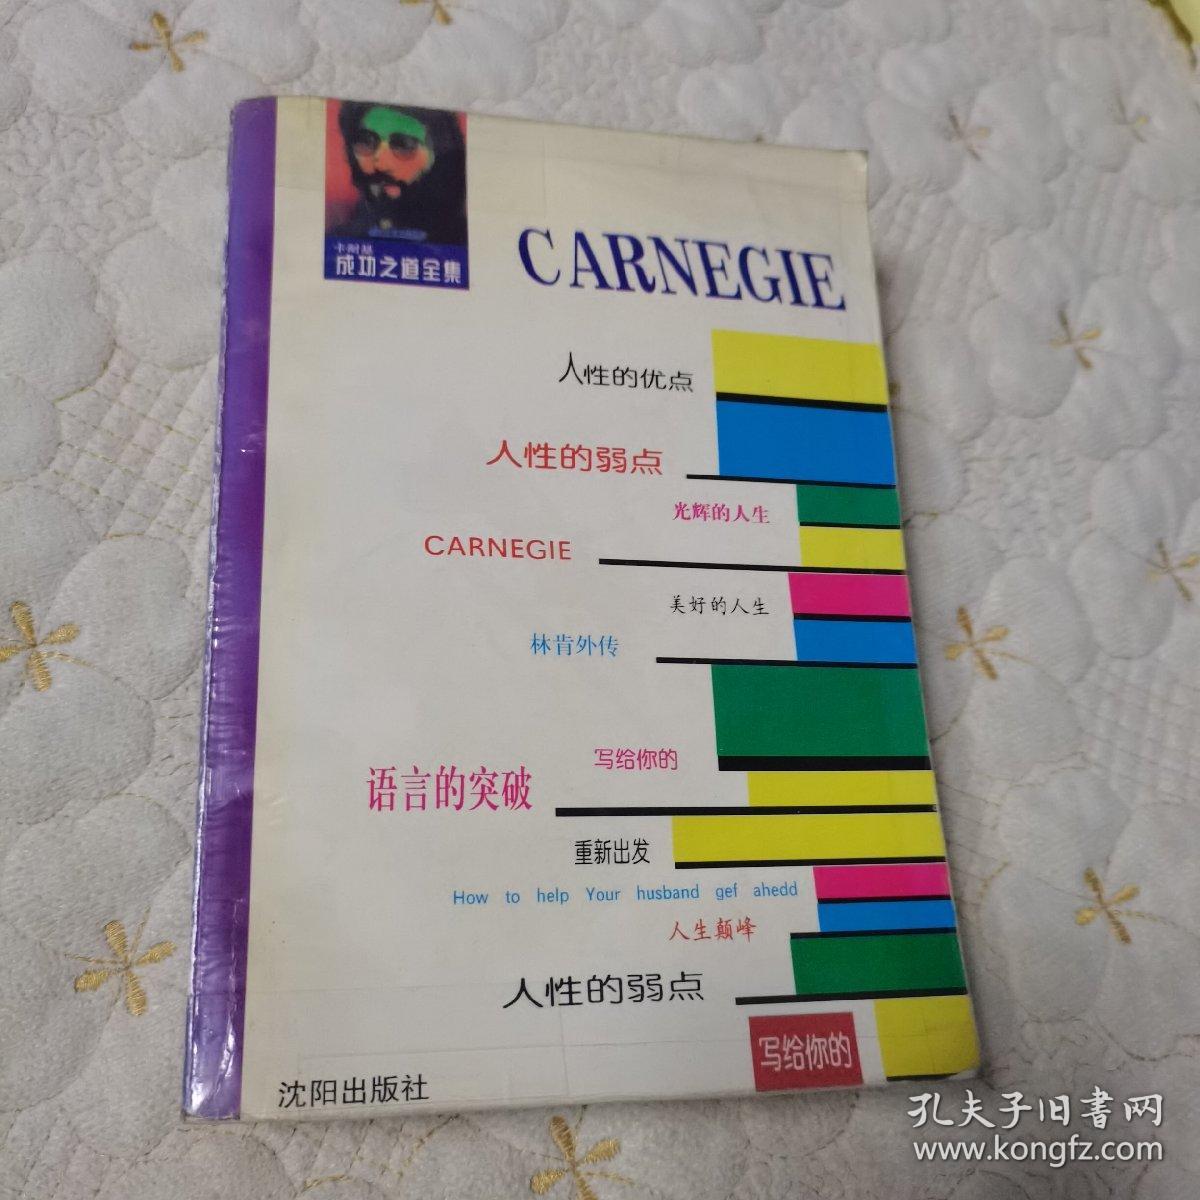 卡耐基
成功之道全集
CARNEGIE
人性的优点
人性的弱点
光辉的人生
CARNEGIE
美好的人生
林肯外传
写给你的
语言的突破
重新出发
How to help Your husband gef ahedd
人生颠峰
人性的弱点
写给你的
沈阳出版社
孔夫子旧書网
www.kongfz.com